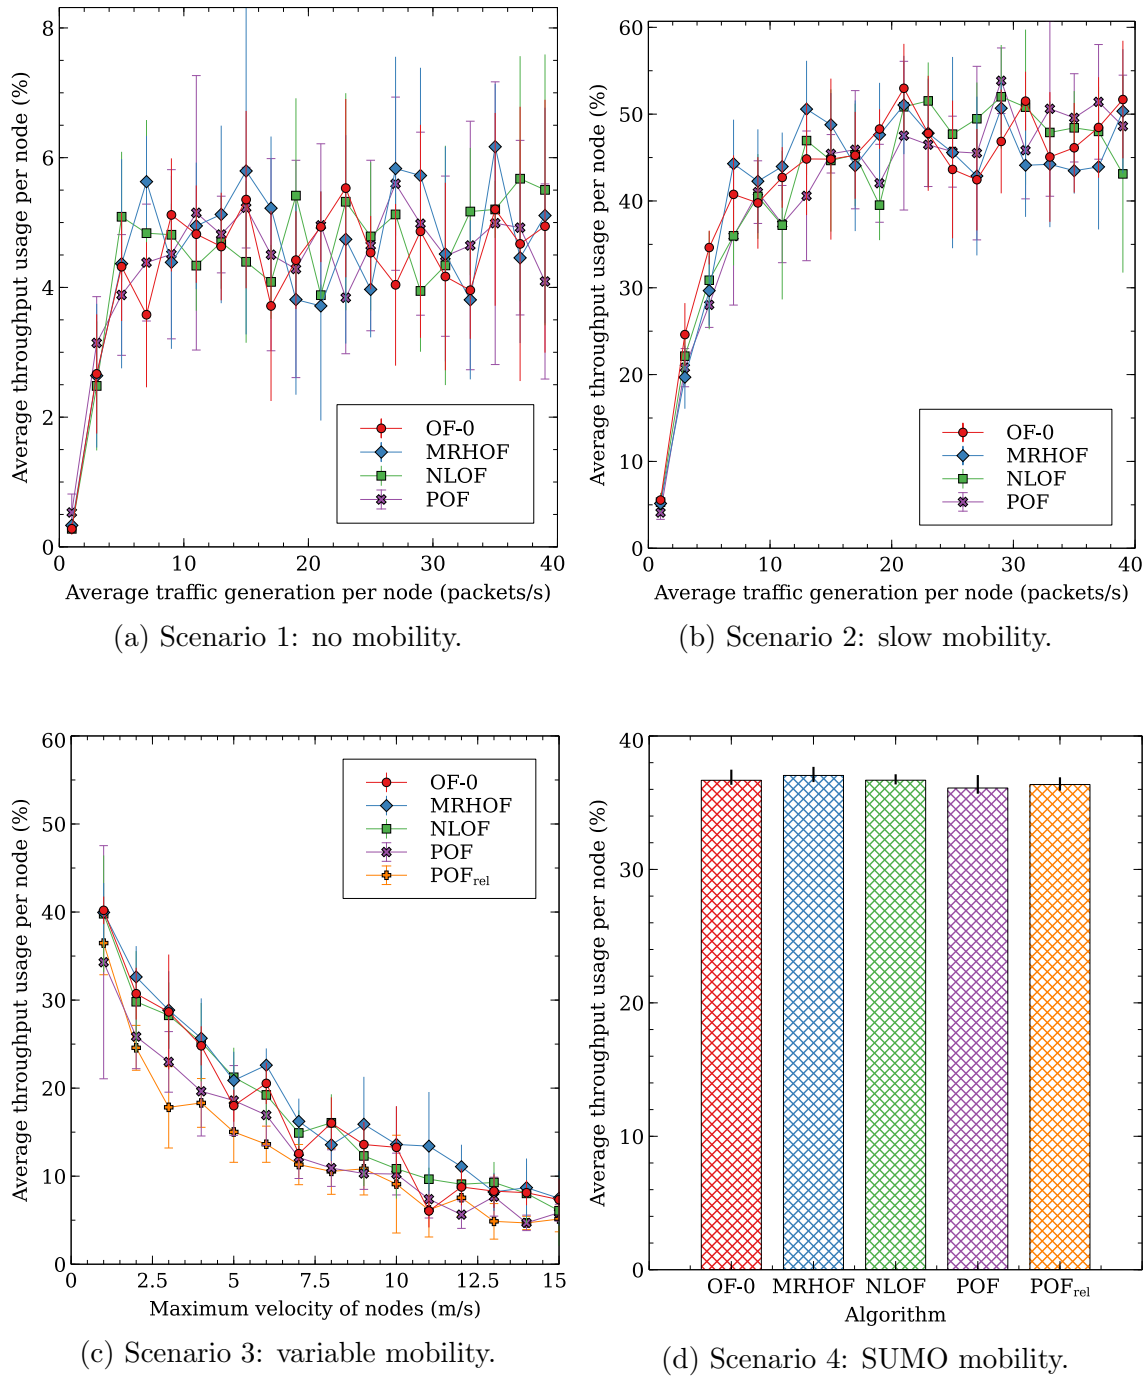 Average throughput usage per node (%)
8
6
4
2
0
OF-0
MRHOF
NLOF
POF
0 10 20 30 40
Average traffic generation per node (packets/s)
(a) Scenario 1: no mobility.
Average throughput usage per node (%)
60
50
40
30
20
10
0
OF-0
MRHOF
NLOF
POF
0 10 20 30 40
Average traffic generation per node (packets/s)
(b) Scenario 2: slow mobility.
Average throughput usage per node (%)
60
50
40
30
20
10
0
OF-0
MRHOF
NLOF
POF
POFrel
0 2.5 5 7.5 10 12.5 15
Maximum velocity of nodes (m/s)
(c) Scenario 3: variable mobility.
Average throughput usage per node (%)
40
30
20
10
0
OF-0 MRHOF NLOF POF POFrel
Algorithm
(d) Scenario 4: SUMO mobility.